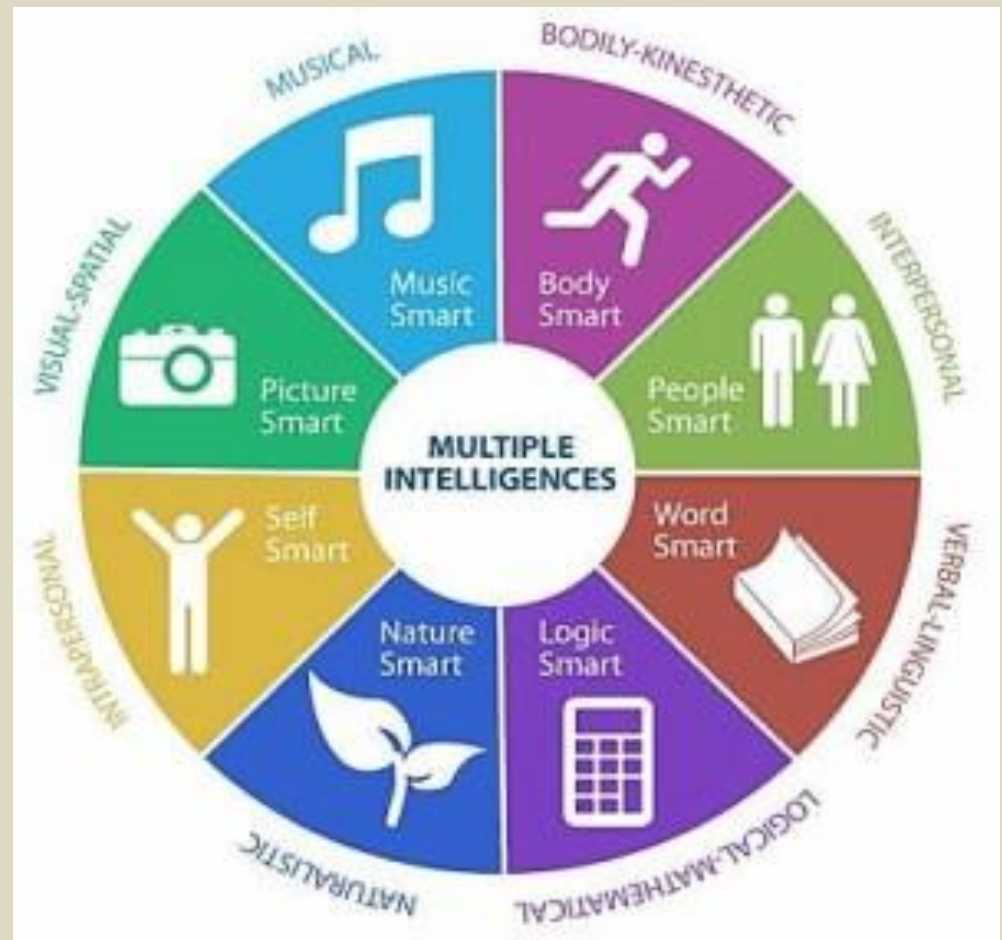 MUSICAL
BODILY-KINESTHETIC
INTERPERSONAL
VERBAL-LINGUISTIC
LOGICAL-MATHEMATICAL
NATURALISTIC
INTRAPERSONAL
VISUAL-SPATIAL
Music
Smart
Body
Smart
People
Smart
Word
Smart
Logic
Smart
Nature
Smart
Self
Smart
Picture
Smart
MULTIPLE
INTELLIGENCES